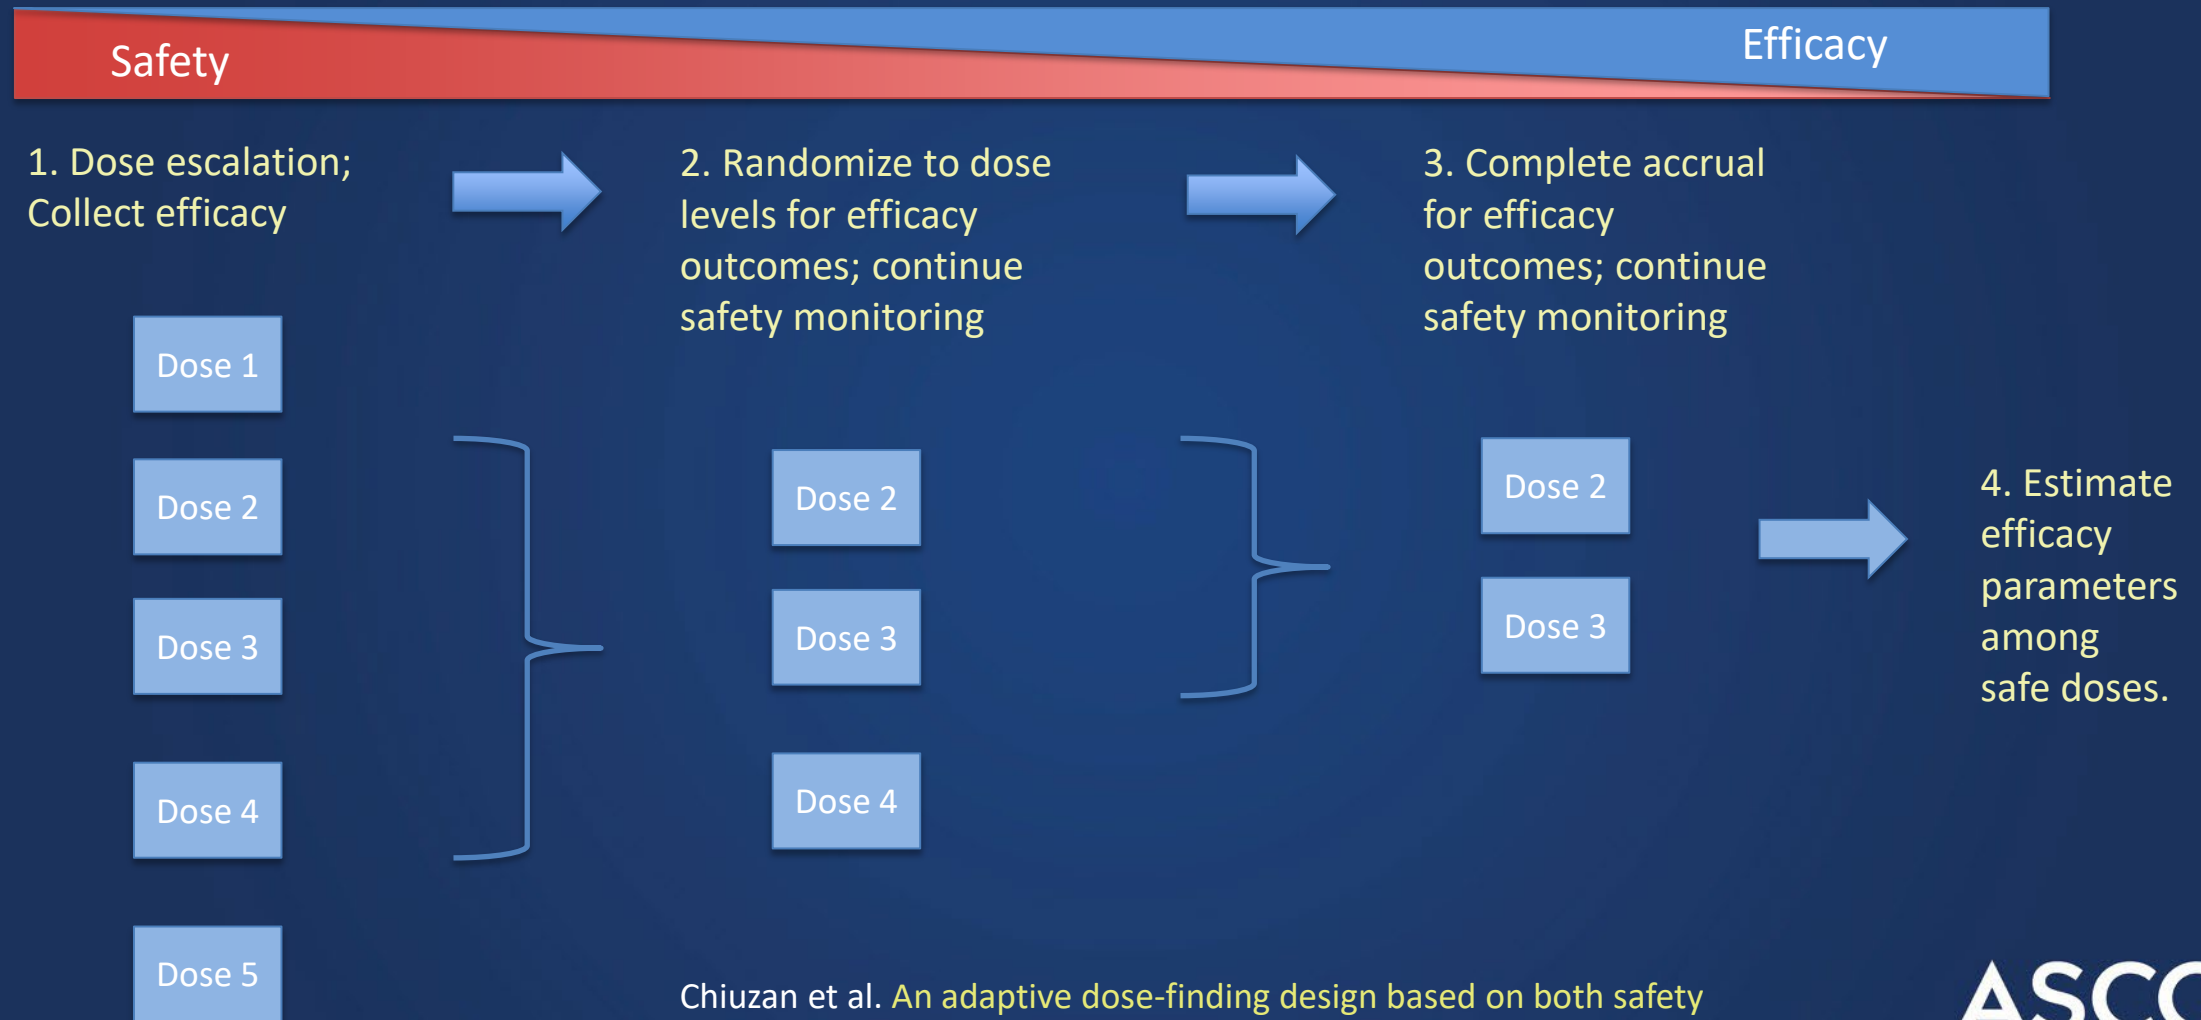 Safety
Efficacy
1. Dose escalation;
Collect efficacy
2. Randomize to dose
levels for efficacy
outcomes; continue
safety monitoring
3. Complete accrual
for efficacy
outcomes; continue
safety monitoring
Dose 1
Dose 2
Dose 3
Dose 4
Dose 5
Dose 2
Dose 3
Dose 4
Dose 2
Dose 3
4. Estimate
efficacy
parameters
among
safe doses.
Chiuzan et al. An adaptive dose-finding design based on both safety
ASCO